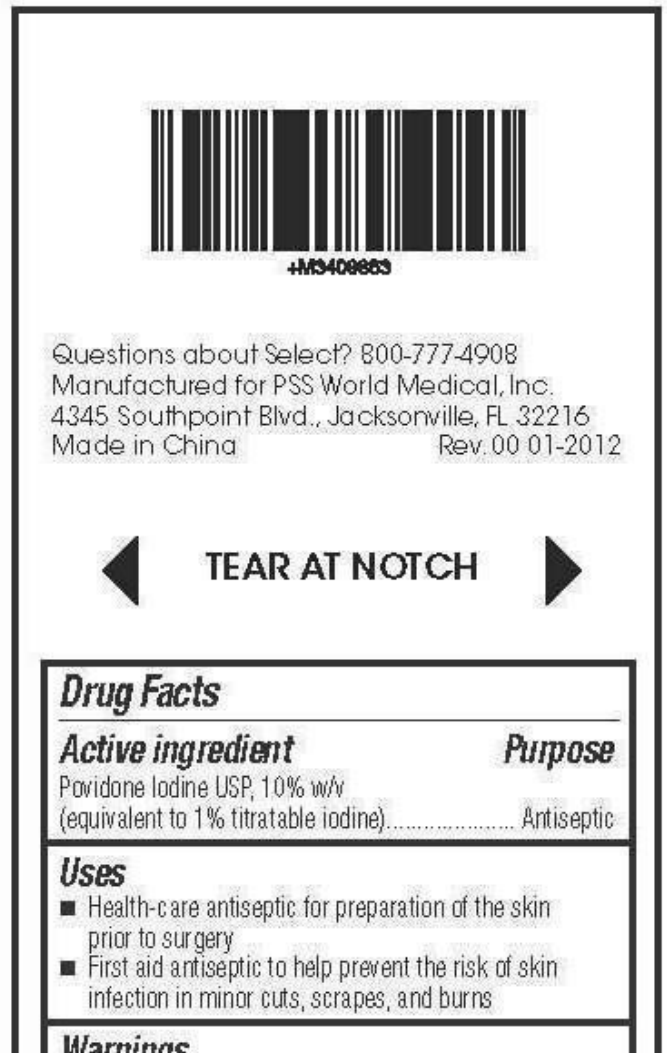 +M3409853
Questions about Select? 800-777-4908
Manufactured for PSS World Medical, Inc.
4345 Southpoint Blvd., Jacksonville, FL 32216
Made in China Rev. 00 01-2012
TEAR AT NOTCH
Drug Facts
Active ingredient Purpose
Povidone Iodine USP, 10% w/v
(equivalent to 1% titratable iodine)...................... Antiseptic
Uses
■ Health-care antiseptic for preparation of the skin
prior to surgery
■ First aid antiseptic to help prevent the risk of skin
infection in minor cuts, scrapes, and burns
Warnings